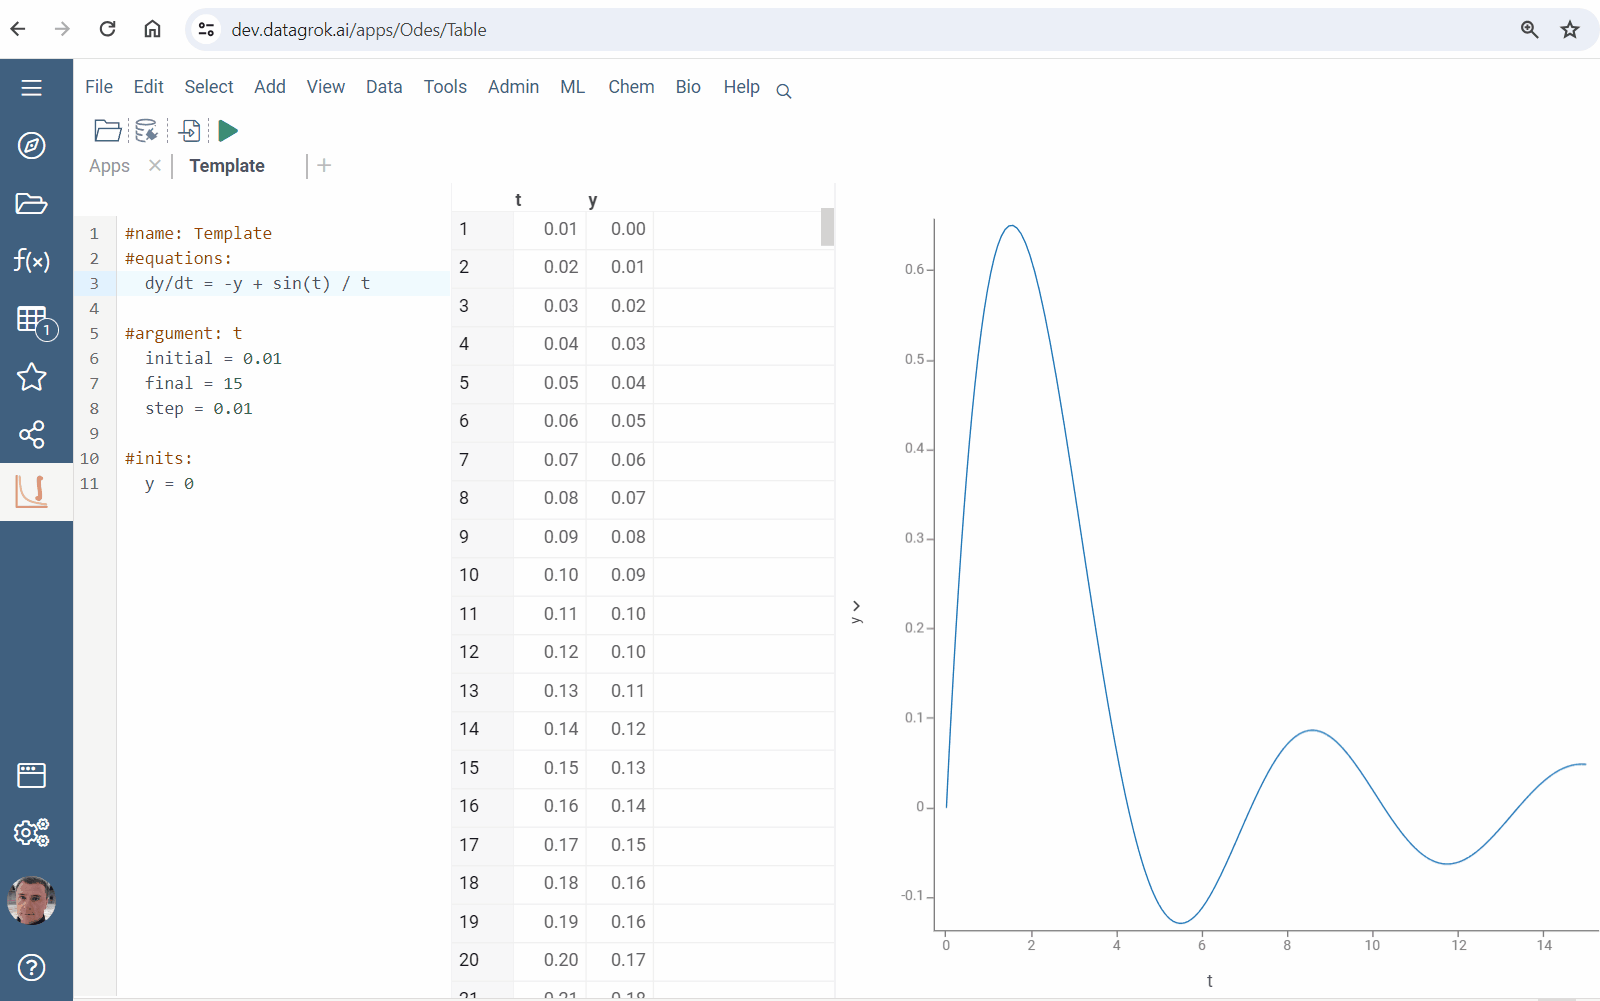 dev.datagrok.ai/apps/Odes/Table
File Edit Select Add View Data Tools Admin ML Chem Bio Help
Apps Template
1 #name: Template
2 #equations:
3 dy/dt = -y + sin(t) / t
4
5 #argument: t
6 initial = 0.01
7 final = 15
8 step = 0.01
9
10 #inits:
11 y = 0
f(x)
1
t y
1 0.01 0.00
2 0.02 0.01
3 0.03 0.02
4 0.04 0.03
5 0.05 0.04
6 0.06 0.05
7 0.07 0.06
8 0.08 0.07
9 0.09 0.08
10 0.10 0.09
11 0.11 0.10
12 0.12 0.10
13 0.13 0.11
14 0.14 0.12
15 0.15 0.13
16 0.16 0.14
17 0.17 0.15
18 0.18 0.16
19 0.19 0.16
20 0.20 0.17
21 0.21 0.18
y
0.6
0.5
0.4
0.3
0.2
0.1
0
-0.1
0 2 4 6 8 10 12 14
t